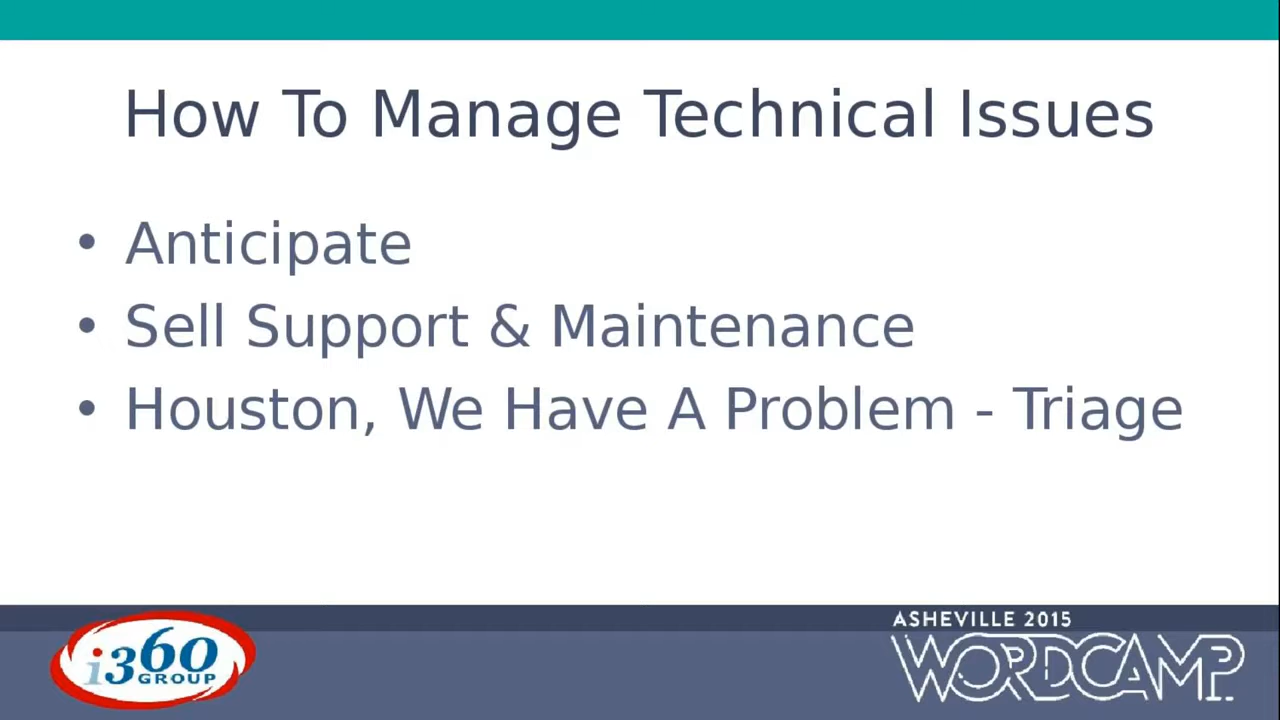 How To Manage Technical Issues
• Anticipate
• Sell Support & Maintenance
• Houston, We Have A Problem - Triage
i360
GROUP
ASHEVILLE 2015
WORDCAMP